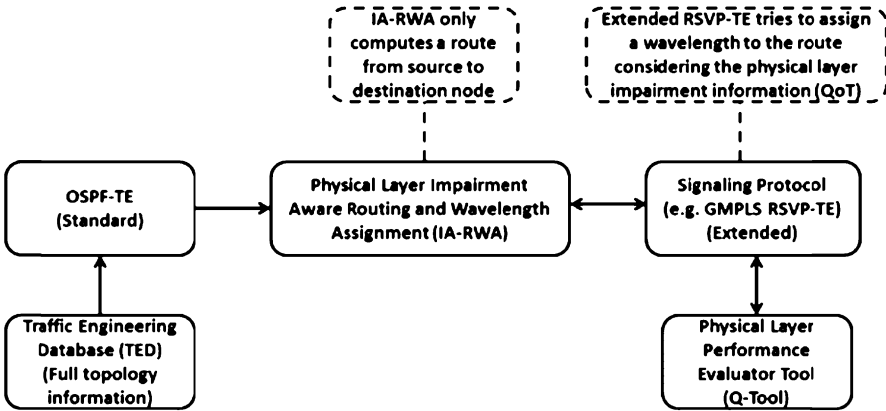 IA-RWA only
computes a route
from source to
destination node
Extended RSVP-TE tries to assign
a wavelength to the route
considering the physical layer
impairment information (QoT)
OSPF-TE
(Standard)
Physical Layer Impairment
Aware Routing and Wavelength
Assignment (IA-RWA)
Signaling Protocol
(e.g. GMPLS RSVP-TE)
(Extended)
Traffic Engineering
Database (TED)
(Full topology
information)
Physical Layer
Performance
Evaluator Tool
(Q-Tool)